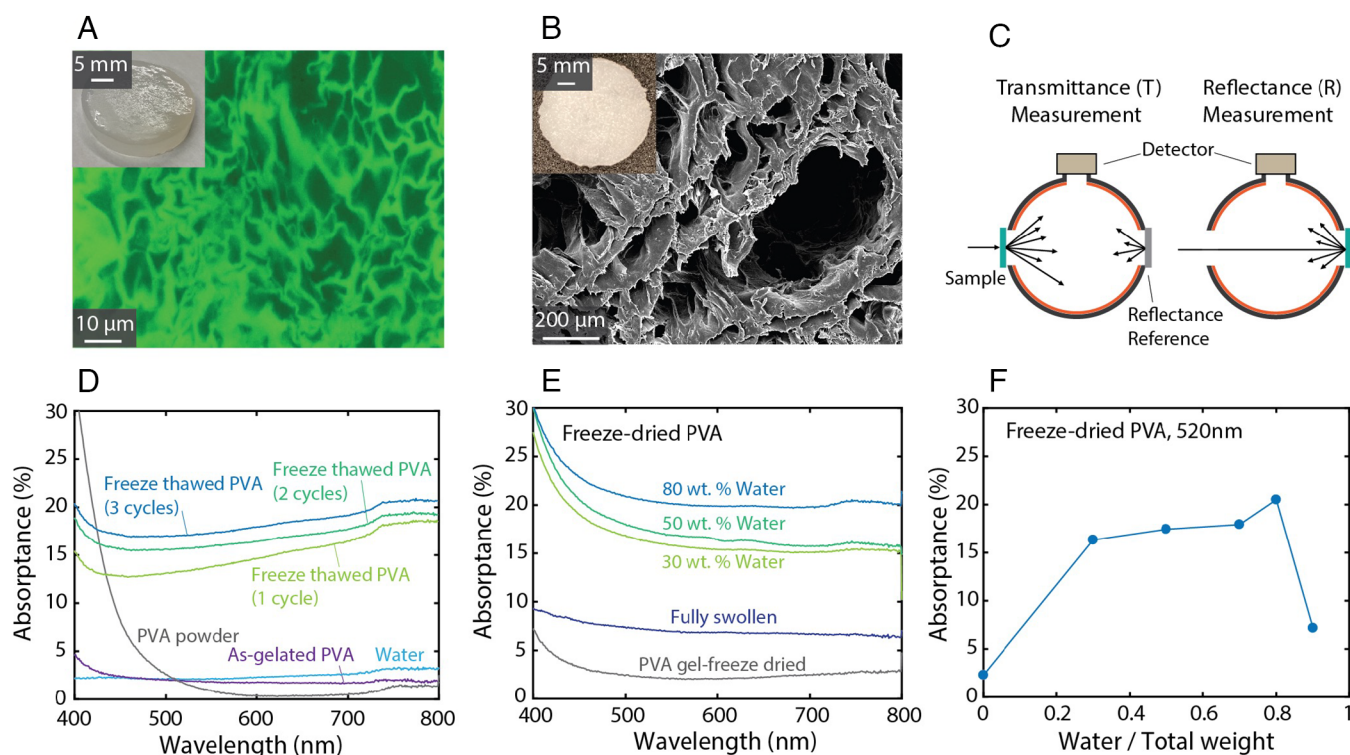 A
5 mm
10 µm
B
5 mm
200 µm
C
Transmittance (T)
Measurement
Reflectance (R)
Measurement
Detector
Sample
Reflectance
Reference
D
30
25
20
15
10
5
0
Absorptance (%)
Freeze thawed PVA
(3 cycles)
Freeze thawed PVA
(2 cycles)
Freeze thawed PVA
(1 cycle)
PVA powder
As-gelated PVA
Water
400
500
600
700
800
Wavelength (nm)
E
30
25
20
15
10
5
0
Absorptance (%)
Freeze-dried PVA
80 wt. % Water
50 wt. % Water
30 wt. % Water
Fully swollen
PVA gel-freeze dried
400
500
600
700
800
Wavelength (nm)
F
30
25
20
15
10
5
0
Absorptance (%)
Freeze-dried PVA, 520nm
0
0.2
0.4
0.6
0.8
1
Water / Total weight